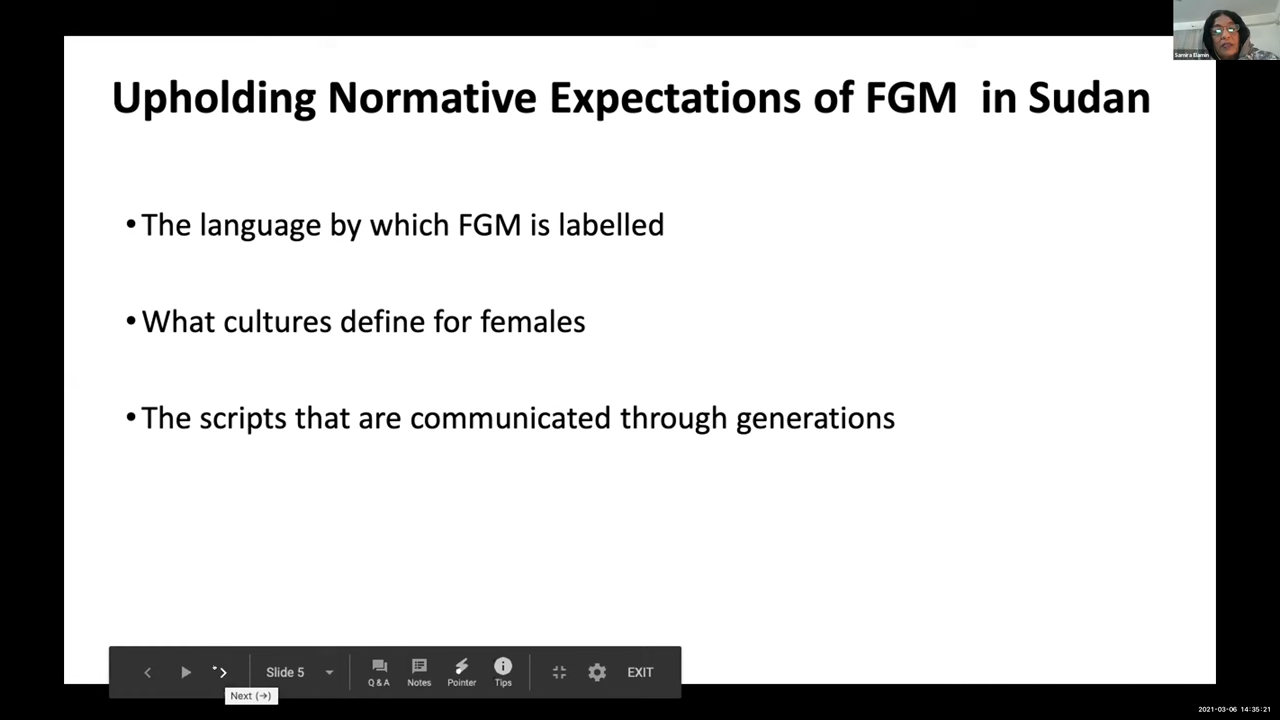 Samira Elamin
Upholding Normative Expectations of FGM in Sudan
•The language by which FGM is labelled
•What cultures define for females
•The scripts that are communicated through generations
Slide 5
Q & A
Notes
Pointer
Tips
EXIT
Next (→)
2021-03-06 14:35:21